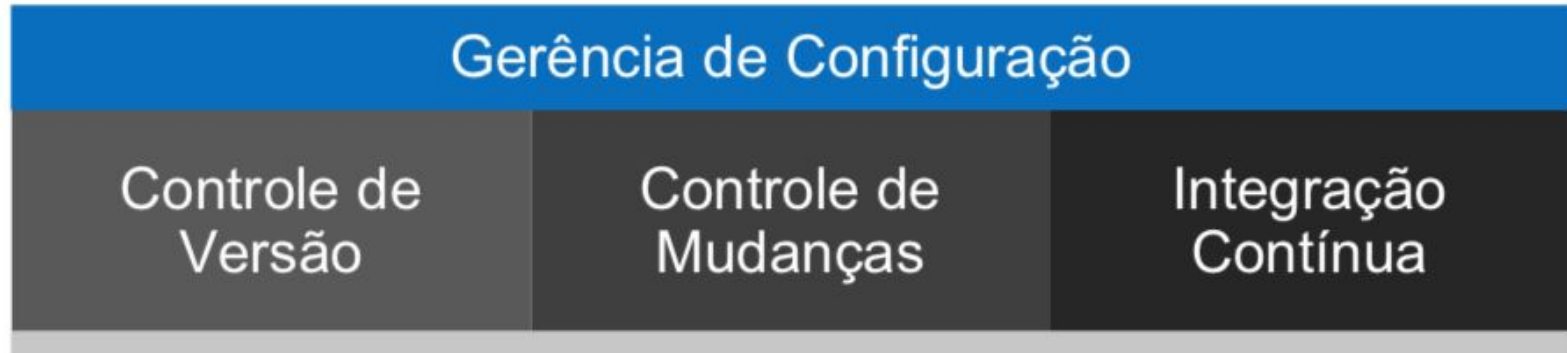 Gerência de Configuração
Controle de
Versão
Controle de
Mudanças
Integração
Contínua